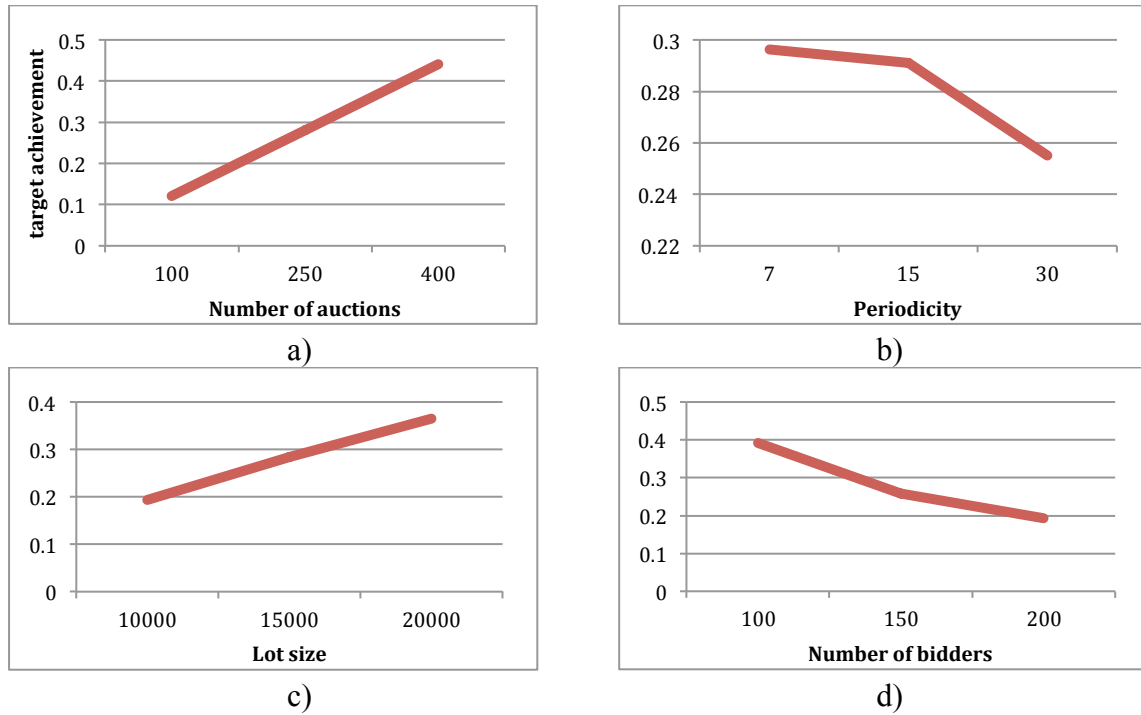 0.5
0.4
0.3
0.2
0.1
0
target achievement
100 250 400
Number of auctions
a)
0.3
0.28
0.26
0.24
0.22
7 15 30
Periodicity
b)
0.4
0.3
0.2
0.1
0
10000 15000 20000
Lot size
c)
0.5
0.4
0.3
0.2
0.1
0
100 150 200
Number of bidders
d)